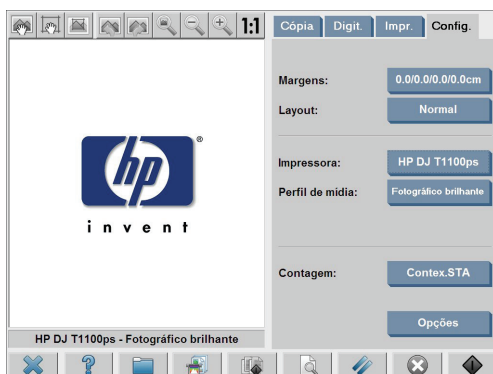 1:1
Cópia Digit. Impr. Config.
Margens: 0.0/0.0/0.0/0.0cm
Layout: Normal
Impressora: HP DJ T1100ps
Perfil de mídia: Fotográfico brilhante
Contagem: Contex.STA
Opções
hp ®
invent
HP DJ T1100ps - Fotográfico brilhante